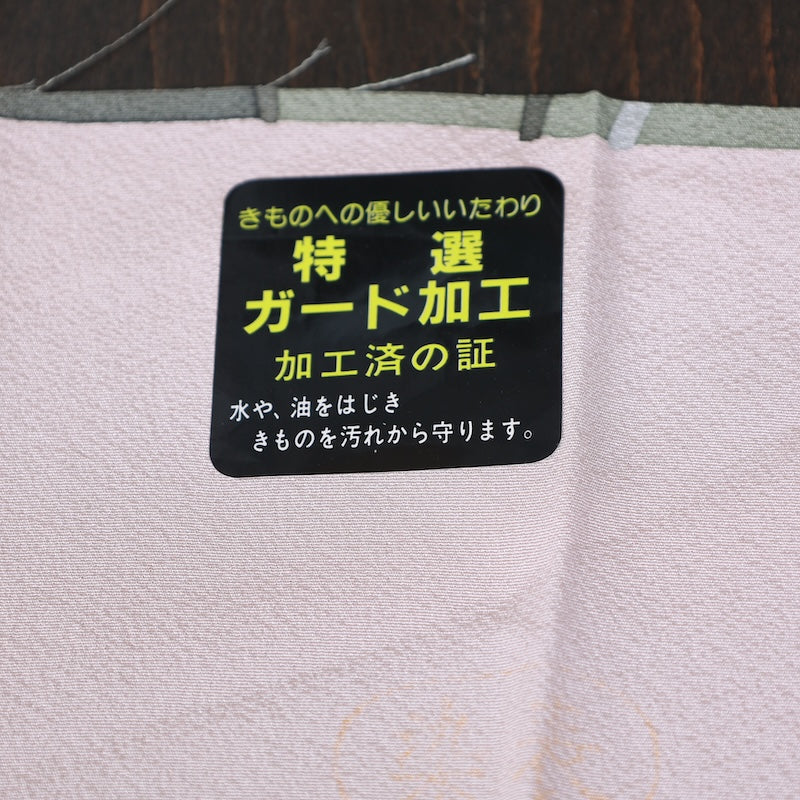 きものへの優しいいたわり
特選
ガード加工
加工済の証
水や、油をはじき
きものを汚れから守ります。